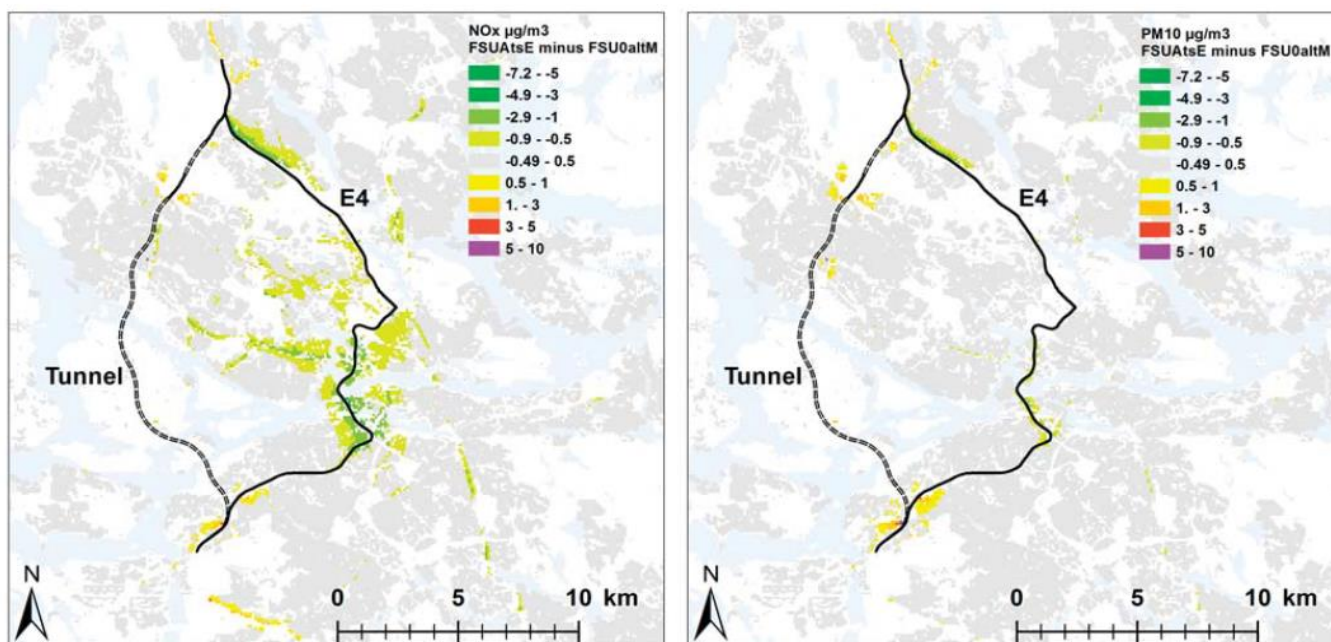 NOx µg/m3
FSUAtsE minus FSU0altM
-7.2 - -5
-4.9 - -3
-2.9 - -1
-0.9 - -0.5
-0.49 - 0.5
0.5 - 1
1. - 3
3 - 5
5 - 10
E4
Tunnel
N
0 5 10 km
PM10 µg/m3
FSUAtsE minus FSU0altM
-7.2 - -5
-4.9 - -3
-2.9 - -1
-0.9 - -0.5
-0.49 - 0.5
0.5 - 1
1. - 3
3 - 5
5 - 10
E4
Tunnel
N
0 5 10 km